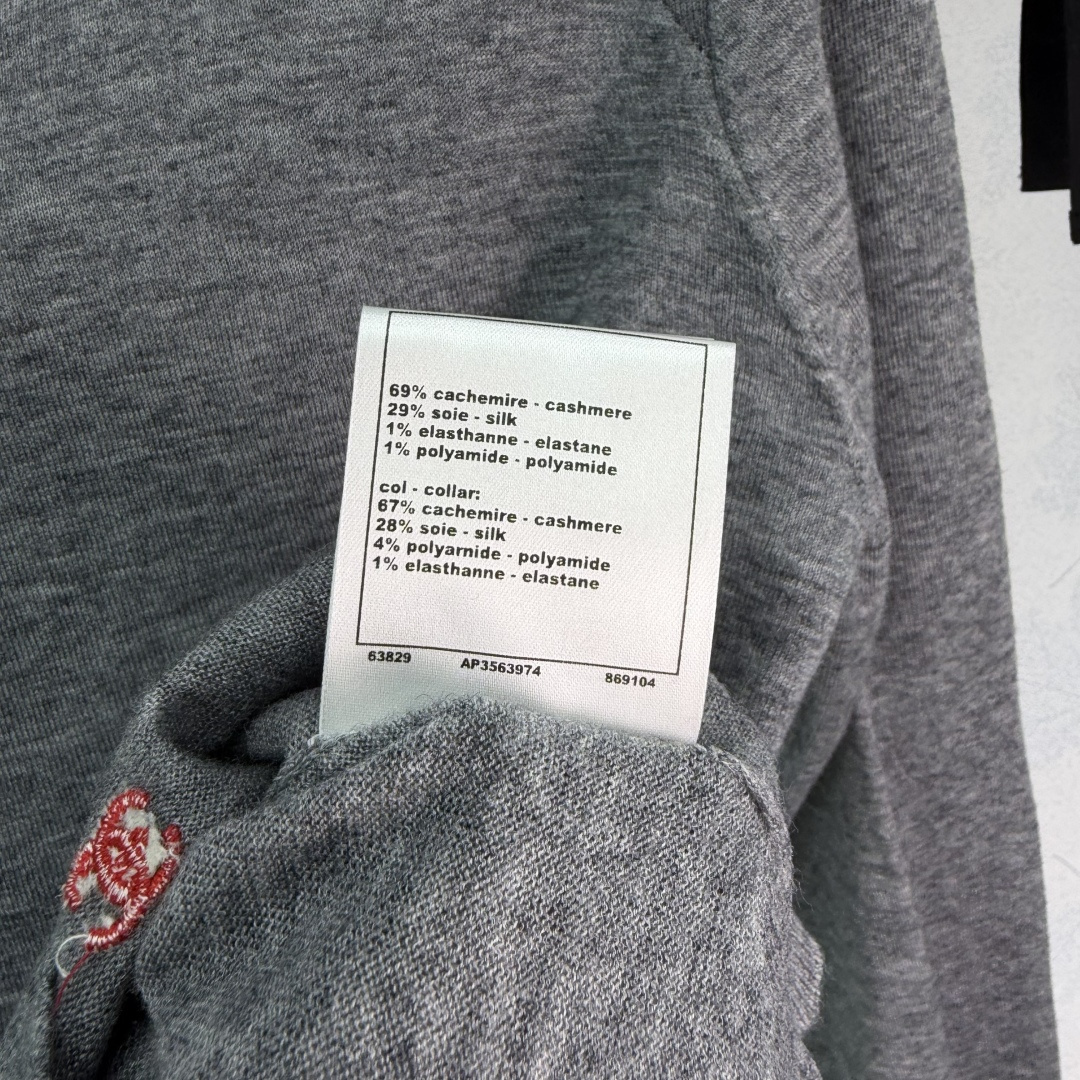 69% cachemire - cashmere
29% soie - silk
1% elasthanne - elastane
1% polyamide - polyamide
col - collar:
67% cachemire - cashmere
28% soie - silk
4% polyarnide - polyamide
1% elasthanne - elastane
63829 AP3563974 869104